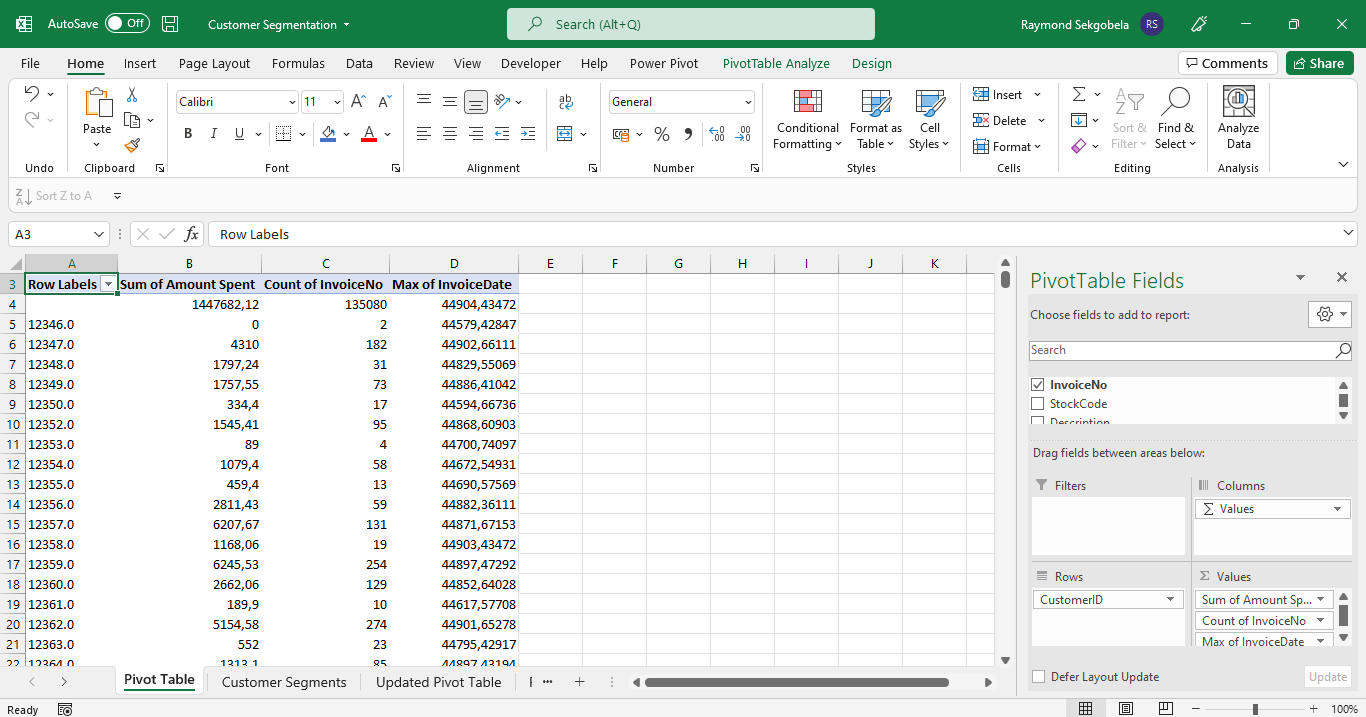 AutoSave Off Customer Segmentation Search (Alt+Q) Raymond Sekgobela RS
File Home Insert Page Layout Formulas Data Review View Developer Help Power Pivot PivotTable Analyze Design Comments Share
Calibri 11 ab General Insert
Paste Conditional Format as Cell Delete Sort & Find & Analyze
B I U A Formatting Table Styles Format Filter Select Data
Undo Clipboard Font Alignment Number Styles Cells Editing Analysis
Sort Z to A
A3 fx Row Labels
A B C D E F G H I J K
3 Row Labels Sum of Amount Spent Count of InvoiceNo Max of InvoiceDate
4 1447682,12 135080 44904,43472
5 12346.0 0 2 44579,42847
6 12347.0 4310 182 44902,66111
7 12348.0 1797,24 31 44829,55069
8 12349.0 1757,55 73 44886,41042
9 12350.0 334,4 17 44594,66736
10 12352.0 1545,41 95 44868,60903
11 12353.0 89 4 44700,74097
12 12354.0 1079,4 58 44672,54931
13 12355.0 459,4 13 44690,57569
14 12356.0 2811,43 59 44882,36111
15 12357.0 6207,67 131 44871,67153
16 12358.0 1168,06 19 44903,43472
17 12359.0 6245,53 254 44897,47292
18 12360.0 2662,06 129 44852,64028
19 12361.0 189,9 10 44617,57708
20 12362.0 5154,58 274 44901,65278
21 12363.0 552 23 44795,42917
22 12364.0 1313,1 85 44897,43194
PivotTable Fields
Choose fields to add to report:
Search
InvoiceNo
StockCode
Description
Drag fields between areas below:
Filters Columns
Values
Rows Values
CustomerID Sum of Amount Sp...
Count of InvoiceNo
Max of InvoiceDate
Defer Layout Update Update
Pivot Table Customer Segments Updated Pivot Table
Ready 100%